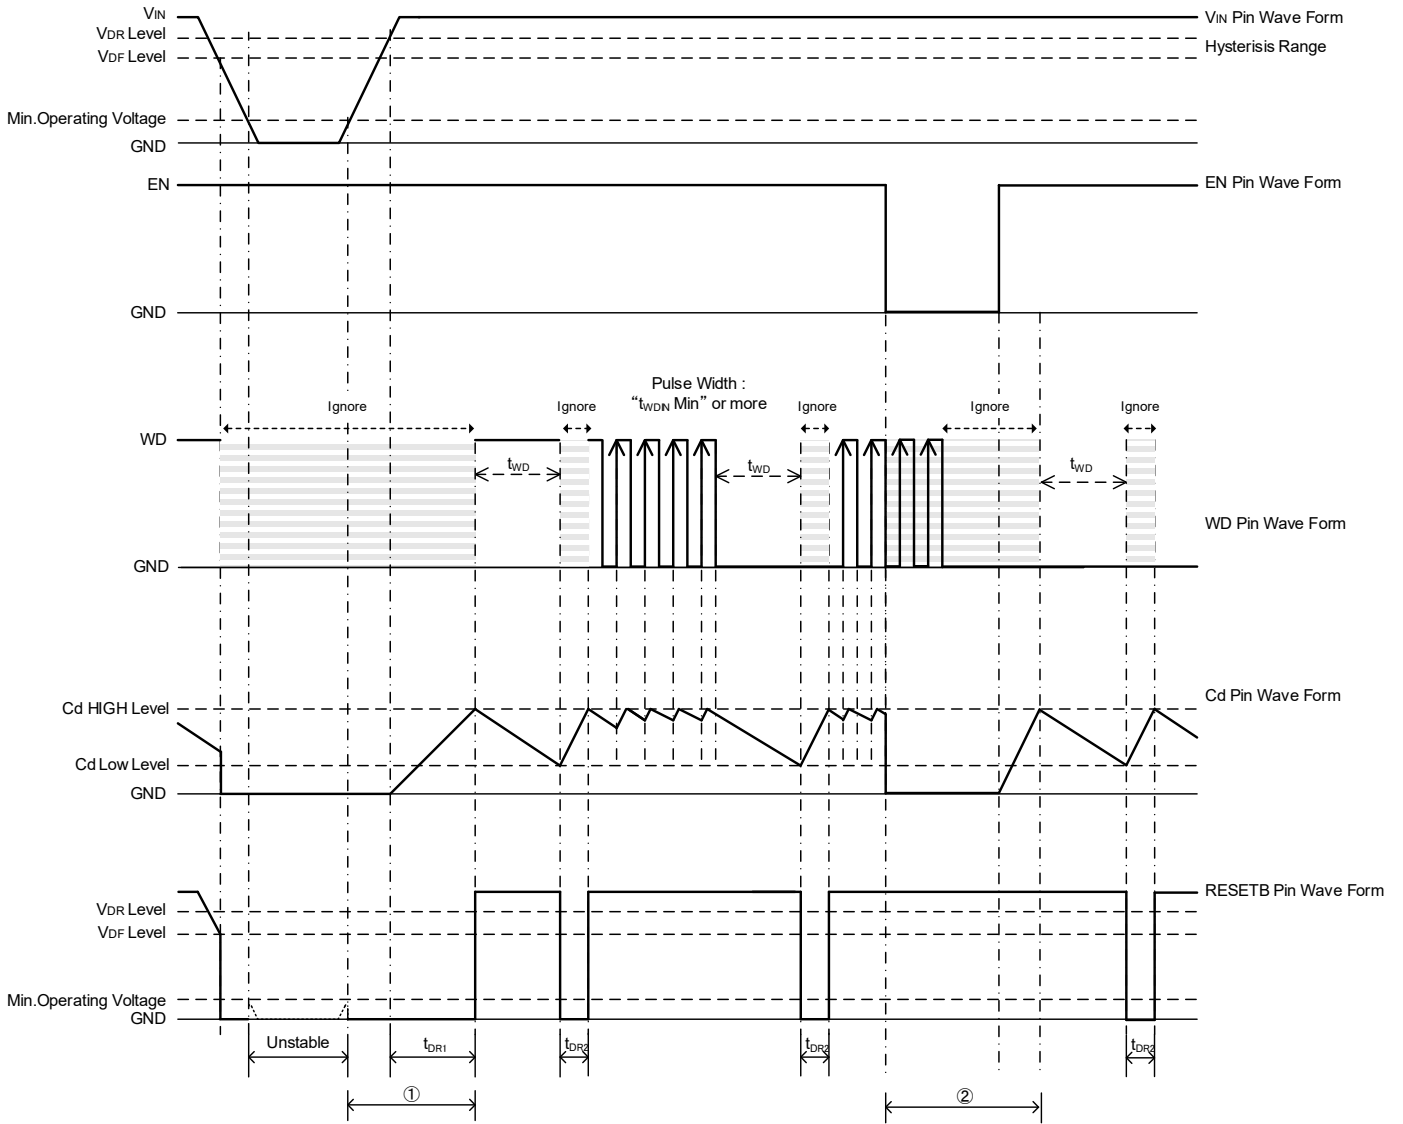 VIN
VIN Pin Wave Form
VDR Level
Hysterisis Range
VDF Level
Min.Operating Voltage
GND
EN
EN Pin Wave Form
GND
Pulse Width :
“tWDIN Min” or more
Ignore
Ignore
Ignore
Ignore
Ignore
WD
tWD
tWD
tWD
WD Pin Wave Form
GND
Cd HIGH Level
Cd Pin Wave Form
Cd Low Level
GND
RESETB Pin Wave Form
VDR Level
VDF Level
Min.Operating Voltage
GND
Unstable
tDR1
tDR2
tDR2
tDR2
①
②